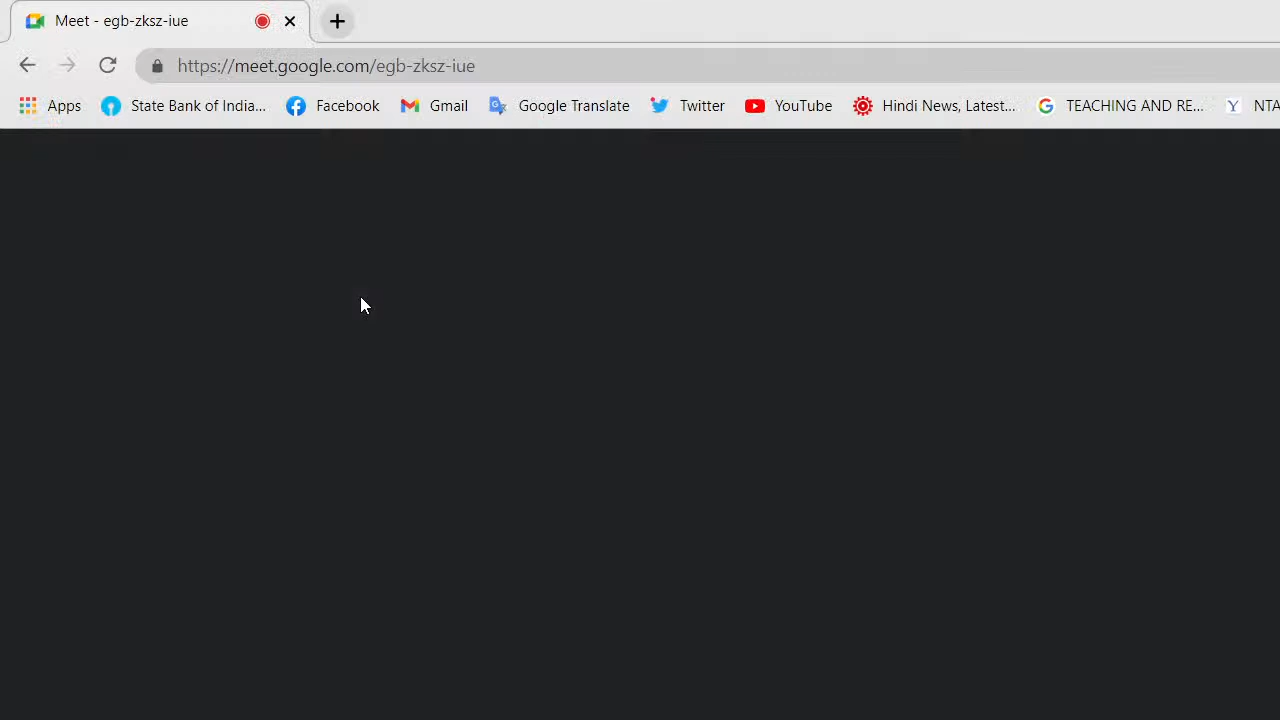 Meet - egb-zksz-iue
https://meet.google.com/egb-zksz-iue
Apps State Bank of India... Facebook Gmail Google Translate Twitter YouTube Hindi News, Latest... TEACHING AND RE... NTA